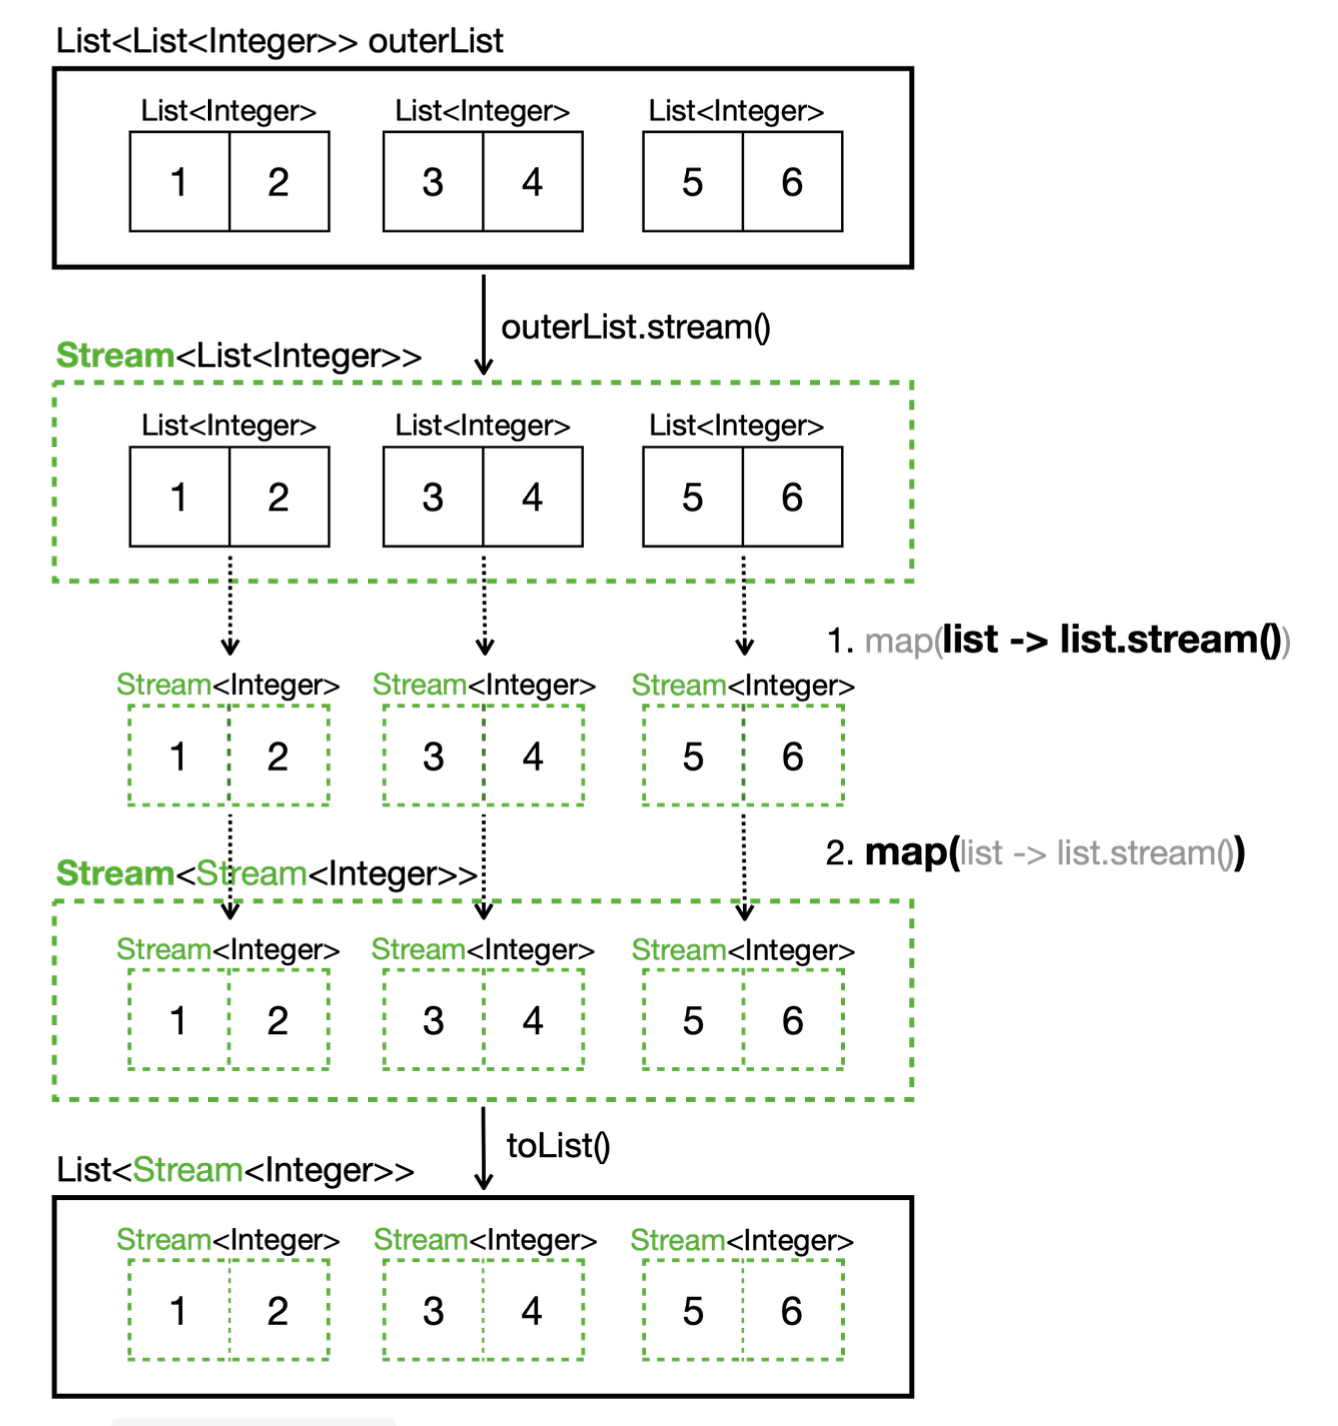 List<List<Integer>> outerList
List<Integer> List<Integer> List<Integer>
1 2 3 4 5 6
outerList.stream()
Stream<List<Integer>>
List<Integer> List<Integer> List<Integer>
1 2 3 4 5 6
1. map(list -> list.stream())
Stream<Integer> Stream<Integer> Stream<Integer>
1 2 3 4 5 6
2. map(list -> list.stream())
Stream<Stream<Integer>>
Stream<Integer> Stream<Integer> Stream<Integer>
1 2 3 4 5 6
toList()
List<Stream<Integer>>
Stream<Integer> Stream<Integer> Stream<Integer>
1 2 3 4 5 6